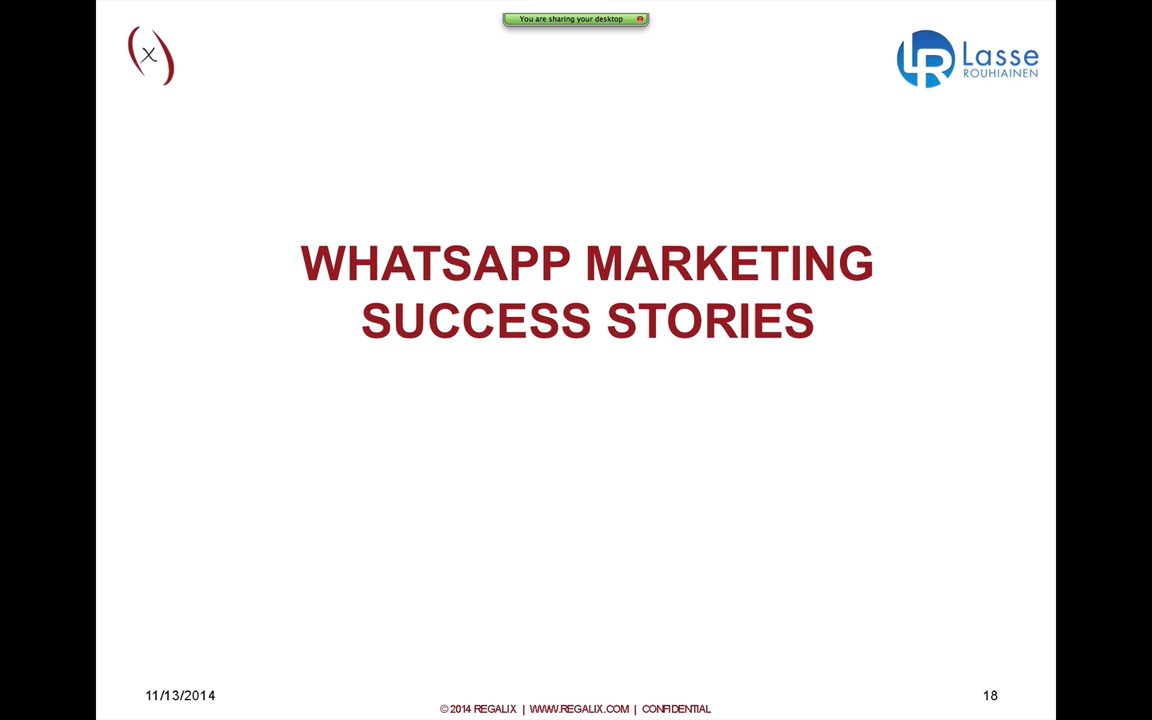 You are sharing your desktop
x
LR Lasse
ROUHIAINEN
WHATSAPP MARKETING
SUCCESS STORIES
11/13/2014
18
© 2014 REGALIX | WWW.REGALIX.COM | CONFIDENTIAL